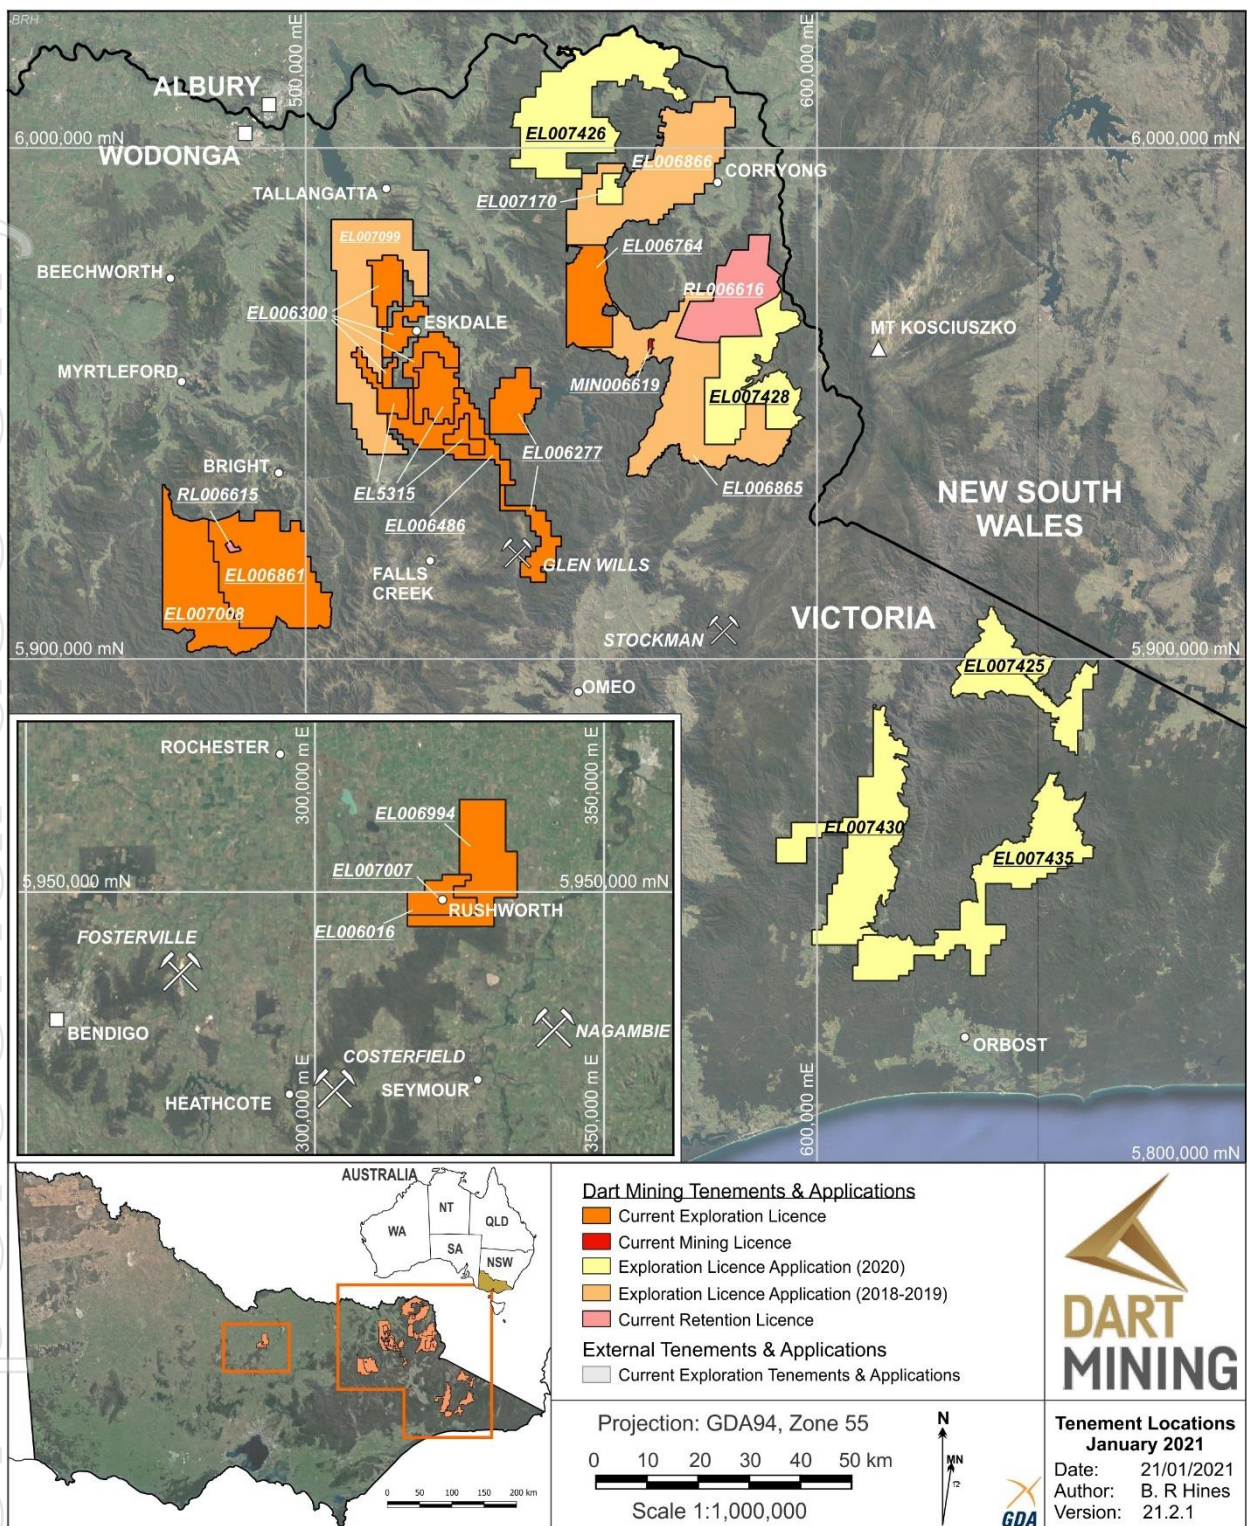 BRH
500,000 mE
600,000 mE
ALBURY
6,000,000 mN
6,000,000 mN
WODONGA
EL007426
EL006866
CORRYONG
TALLANGATTA
EL007170
EL007099
EL006764
BEECHWORTH
RL006616
EL006300
ESKDALE
MT KOSCIUSZKO
MYRTLEFORD
MIN006619
EL007428
EL006277
BRIGHT
RL006615
EL5315
EL006865
NEW SOUTH
WALES
EL006486
EL006861
FALLS
CREEK
GLEN WILLS
EL007008
VICTORIA
STOCKMAN
5,900,000 mN
5,900,000 mN
EL007425
OMEO
ROCHESTER
300,000 m E
350,000 m E
EL006994
EL007430
EL007435
EL007007
5,950,000 mN
5,950,000 mN
RUSHWORTH
EL006016
FOSTERVILLE
BENDIGO
NAGAMBIE
ORBOST
COSTERFIELD
SEYMOUR
HEATHCOTE
300,000 m E
350,000 m E
600,000 mE
5,800,000 mN
AUSTRALIA
NT
QLD
WA
SA
NSW
0 50 100 150 200 km
Dart Mining Tenements & Applications
Current Exploration Licence
Current Mining Licence
Exploration Licence Application (2020)
Exploration Licence Application (2018-2019)
Current Retention Licence
External Tenements & Applications
Current Exploration Tenements & Applications
DART
MINING
Projection: GDA94, Zone 55
0 10 20 30 40 50 km
Scale 1:1,000,000
N
MN
12
GDA
Tenement Locations
January 2021
Date: 21/01/2021
Author: B. R Hines
Version: 21.2.1